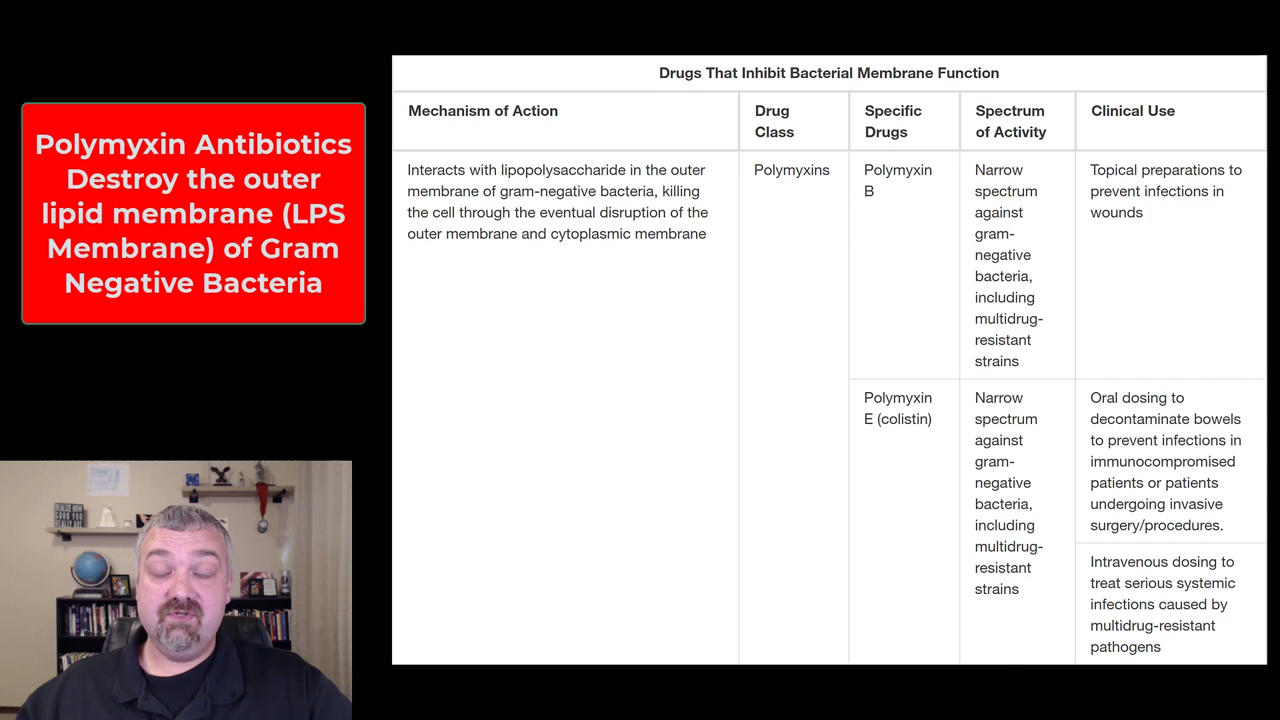 Polymyxin Antibiotics
Destroy the outer
lipid membrane (LPS
Membrane) of Gram
Negative Bacteria
Drugs That Inhibit Bacterial Membrane Function
Mechanism of Action
Drug
Class
Specific
Drugs
Spectrum
of Activity
Clinical Use
Interacts with lipopolysaccharide in the outer
membrane of gram-negative bacteria, killing
the cell through the eventual disruption of the
outer membrane and cytoplasmic membrane
Polymyxins
Polymyxin
B
Narrow
spectrum
against
gram-
negative
bacteria,
including
multidrug-
resistant
strains
Topical preparations to
prevent infections in
wounds
Polymyxin
E (colistin)
Narrow
spectrum
against
gram-
negative
bacteria,
including
multidrug-
resistant
strains
Oral dosing to
decontaminate bowels
to prevent infections in
immunocompromised
patients or patients
undergoing invasive
surgery/procedures.
Intravenous dosing to
treat serious systemic
infections caused by
multidrug-resistant
pathogens